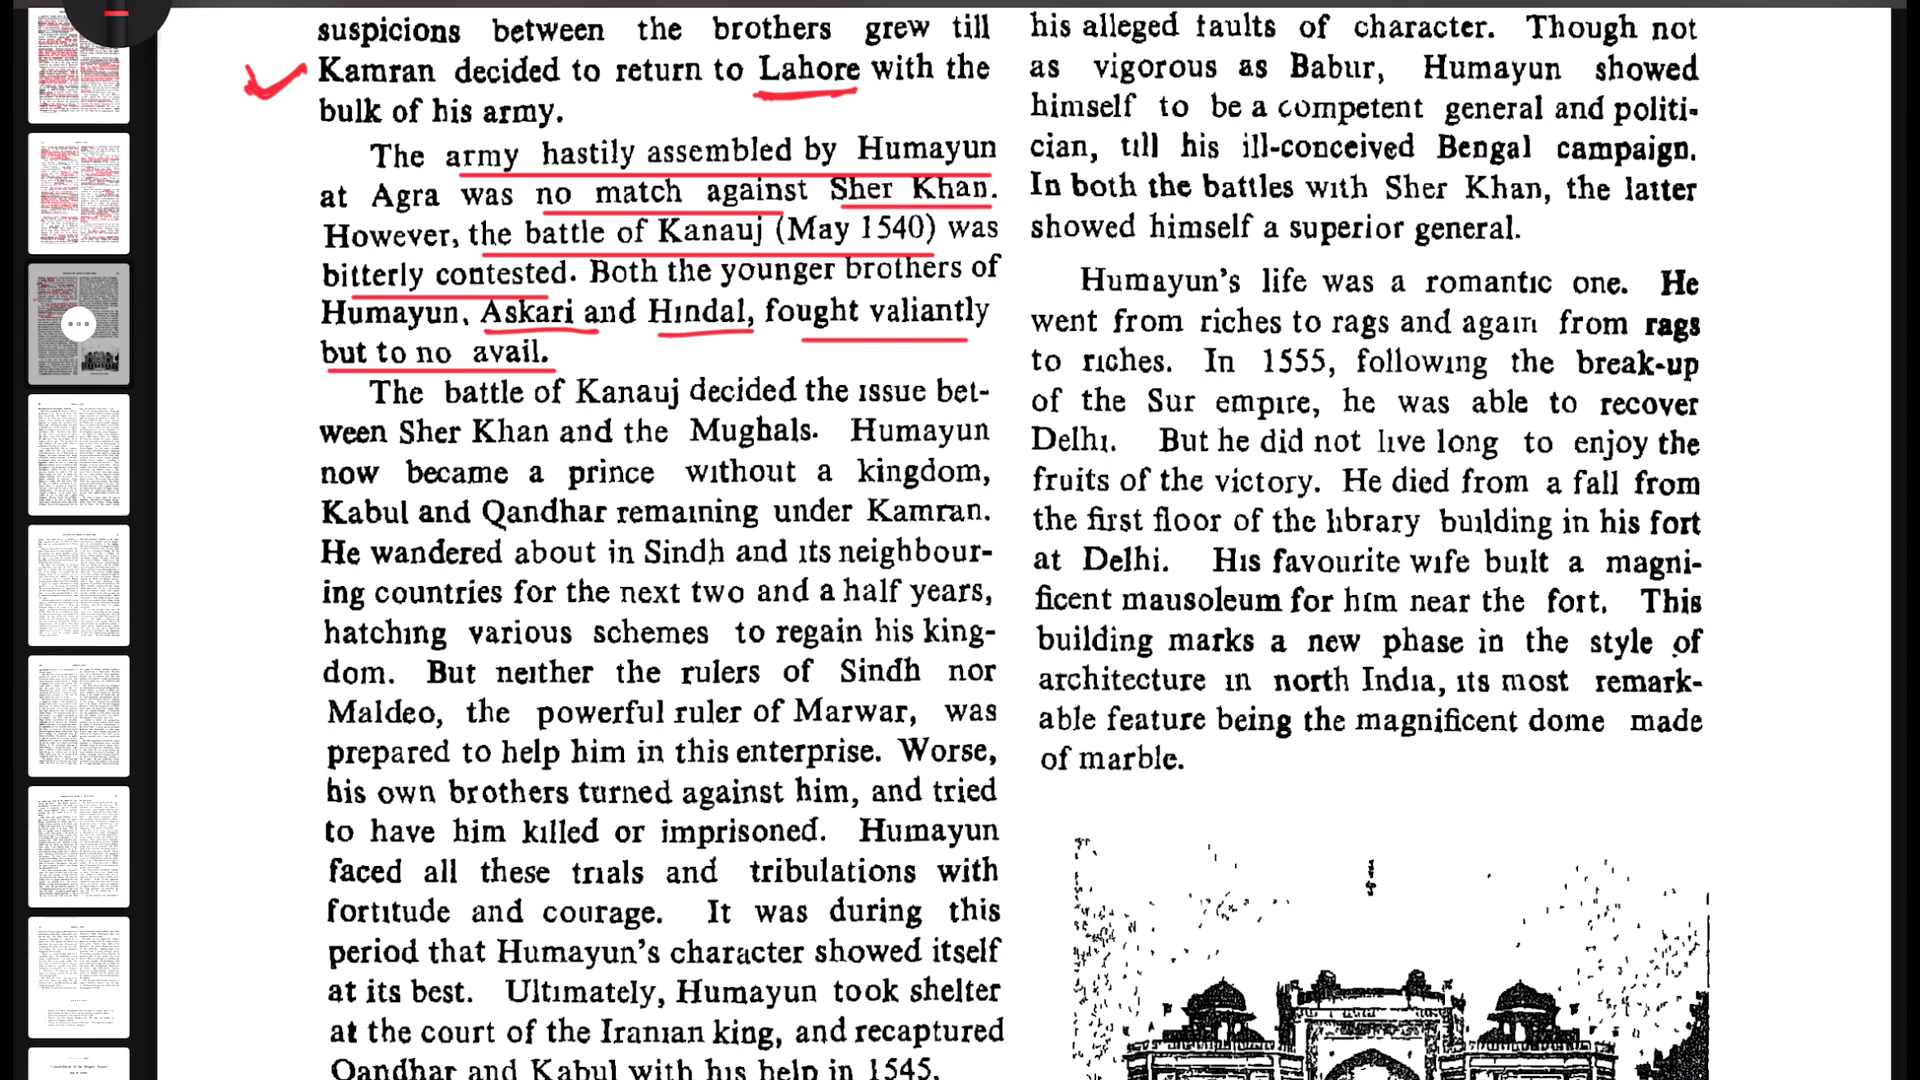 suspicions between the brothers grew till
Kamran decided to return to Lahore with the
bulk of his army.
The army hastily assembled by Humayun
at Agra was no match against Sher Khan.
However, the battle of Kanauj (May 1540) was
bitterly contested. Both the younger brothers of
Humayun, Askari and Hindal, fought valiantly
but to no avail.
The battle of Kanauj decided the issue bet-
ween Sher Khan and the Mughals. Humayun
now became a prince without a kingdom,
Kabul and Qandhar remaining under Kamran.
He wandered about in Sindh and its neighbour-
ing countries for the next two and a half years,
hatching various schemes to regain his king-
dom. But neither the rulers of Sindh nor
Maldeo, the powerful ruler of Marwar, was
prepared to help him in this enterprise. Worse,
his own brothers turned against him, and tried
to have him killed or imprisoned. Humayun
faced all these trials and tribulations with
fortitude and courage. It was during this
period that Humayun's character showed itself
at its best. Ultimately, Humayun took shelter
at the court of the Iranian king, and recaptured
Qandhar and Kabul with his help in 1545.
his alleged faults of character. Though not
as vigorous as Babur, Humayun showed
himself to be a competent general and politi-
cian, till his ill-conceived Bengal campaign.
In both the battles with Sher Khan, the latter
showed himself a superior general.
Humayun's life was a romantic one. He
went from riches to rags and again from rags
to riches. In 1555, following the break-up
of the Sur empire, he was able to recover
Delhi. But he did not live long to enjoy the
fruits of the victory. He died from a fall from
the first floor of the library building in his fort
at Delhi. His favourite wife built a magni-
ficent mausoleum for him near the fort. This
building marks a new phase in the style of
architecture in north India, its most remark-
able feature being the magnificent dome made
of marble.